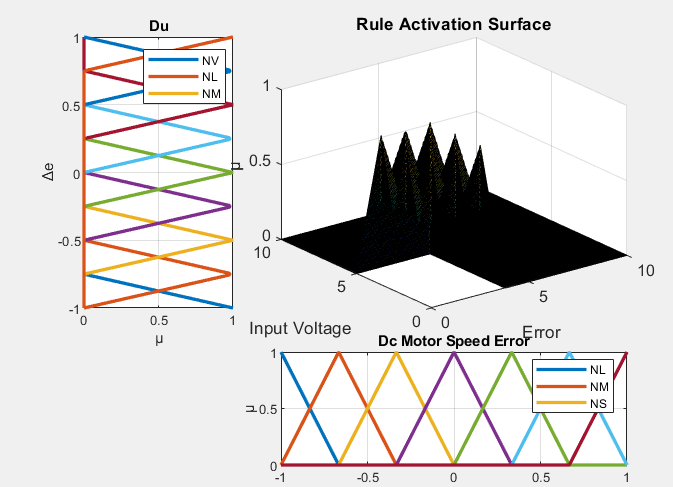 Du
NV
NL
NM
1
0.5
0
-0.5
-1
Δe
0
0.5
1
μ
Rule Activation Surface
1
0.5
0
μ
10
5
0
Input Voltage
0
5
10
Error
Dc Motor Speed Error
NL
NM
NS
1
0.5
0
μ
-1
-0.5
0
0.5
1